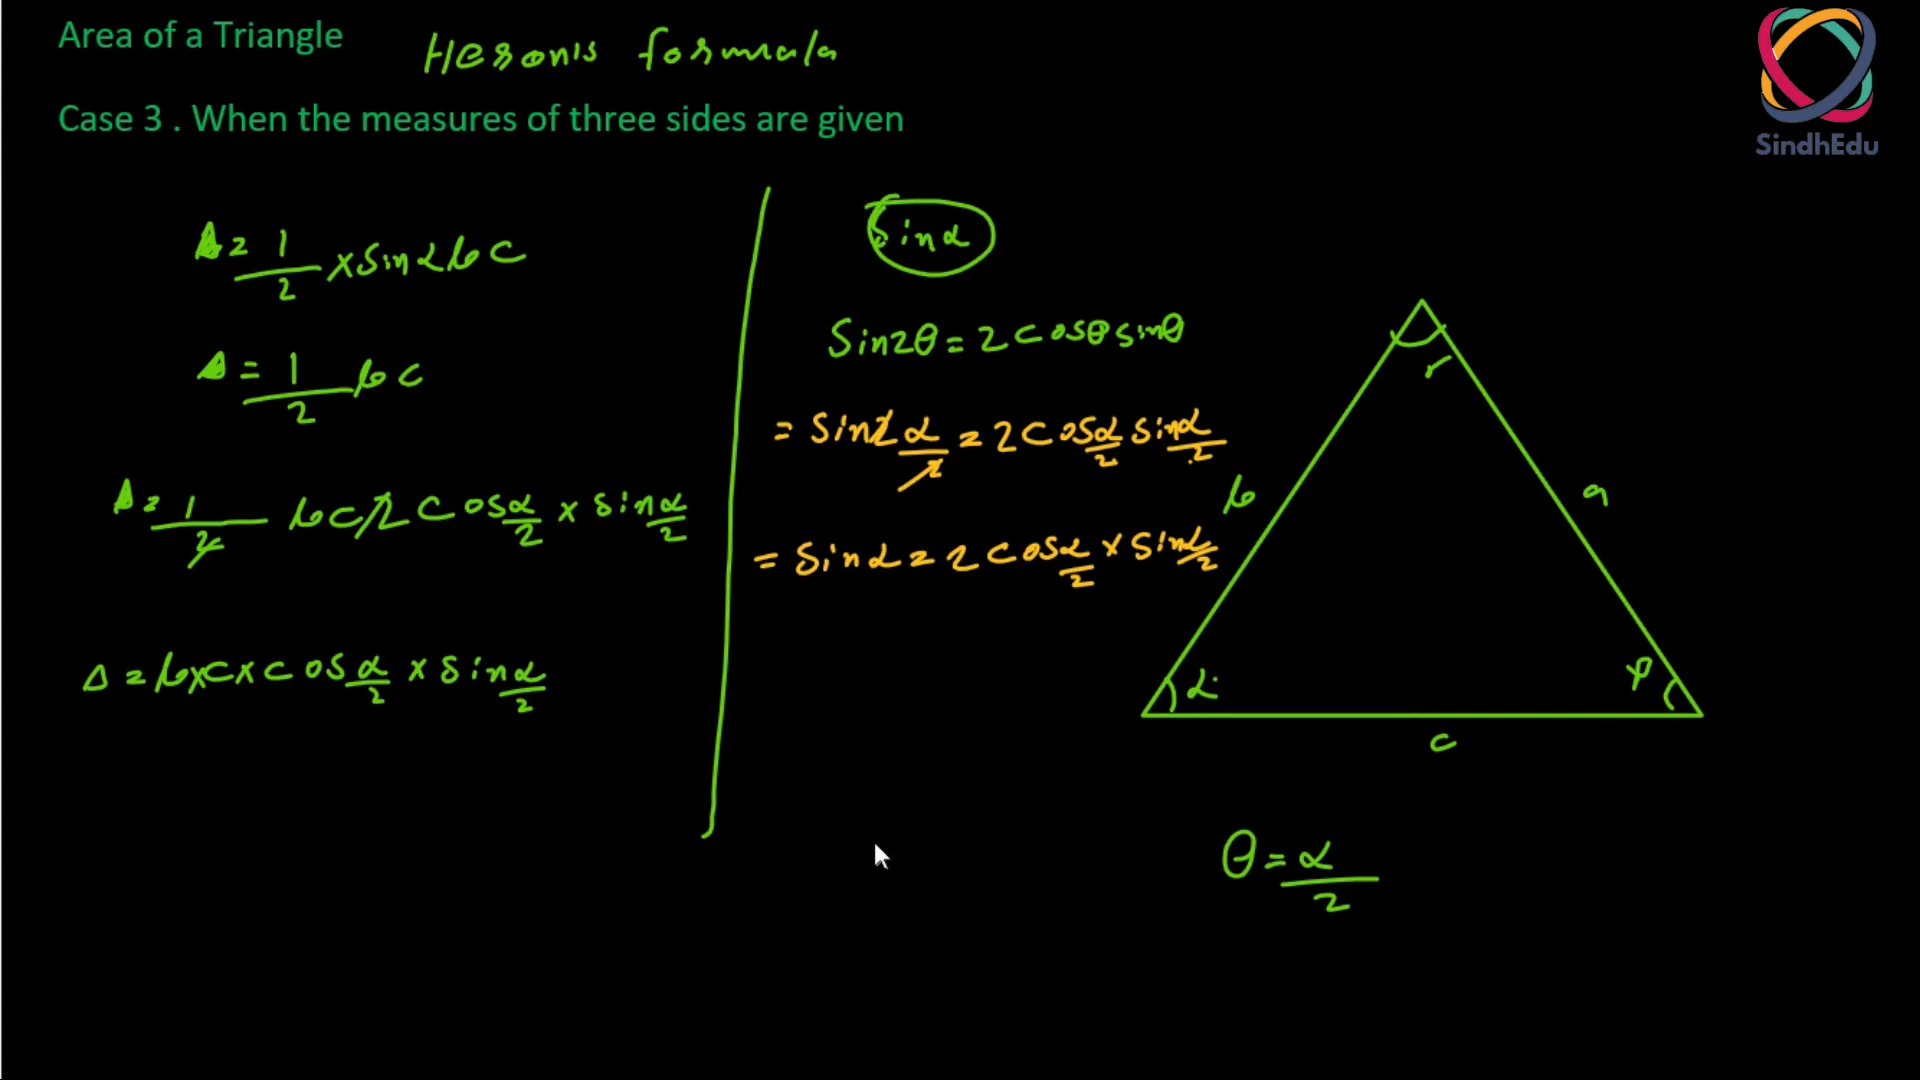 Area of a Triangle
Heron's formula
Case 3 . When the measures of three sides are given
SindhEdu
Δ = 1/2 × sin α b c
Δ = 1/2 b c
Δ = 1/2 b c 2 cos α/2 × sin α/2
Δ = b × c × cos α/2 × sin α/2
sin α
Sin 2θ = 2 cos θ sin θ
= Sin 2 α/2 = 2 cos α/2 sin α/2
= Sin α = 2 cos α/2 × sin α/2
r
b
a
α
φ
c
θ = α/2